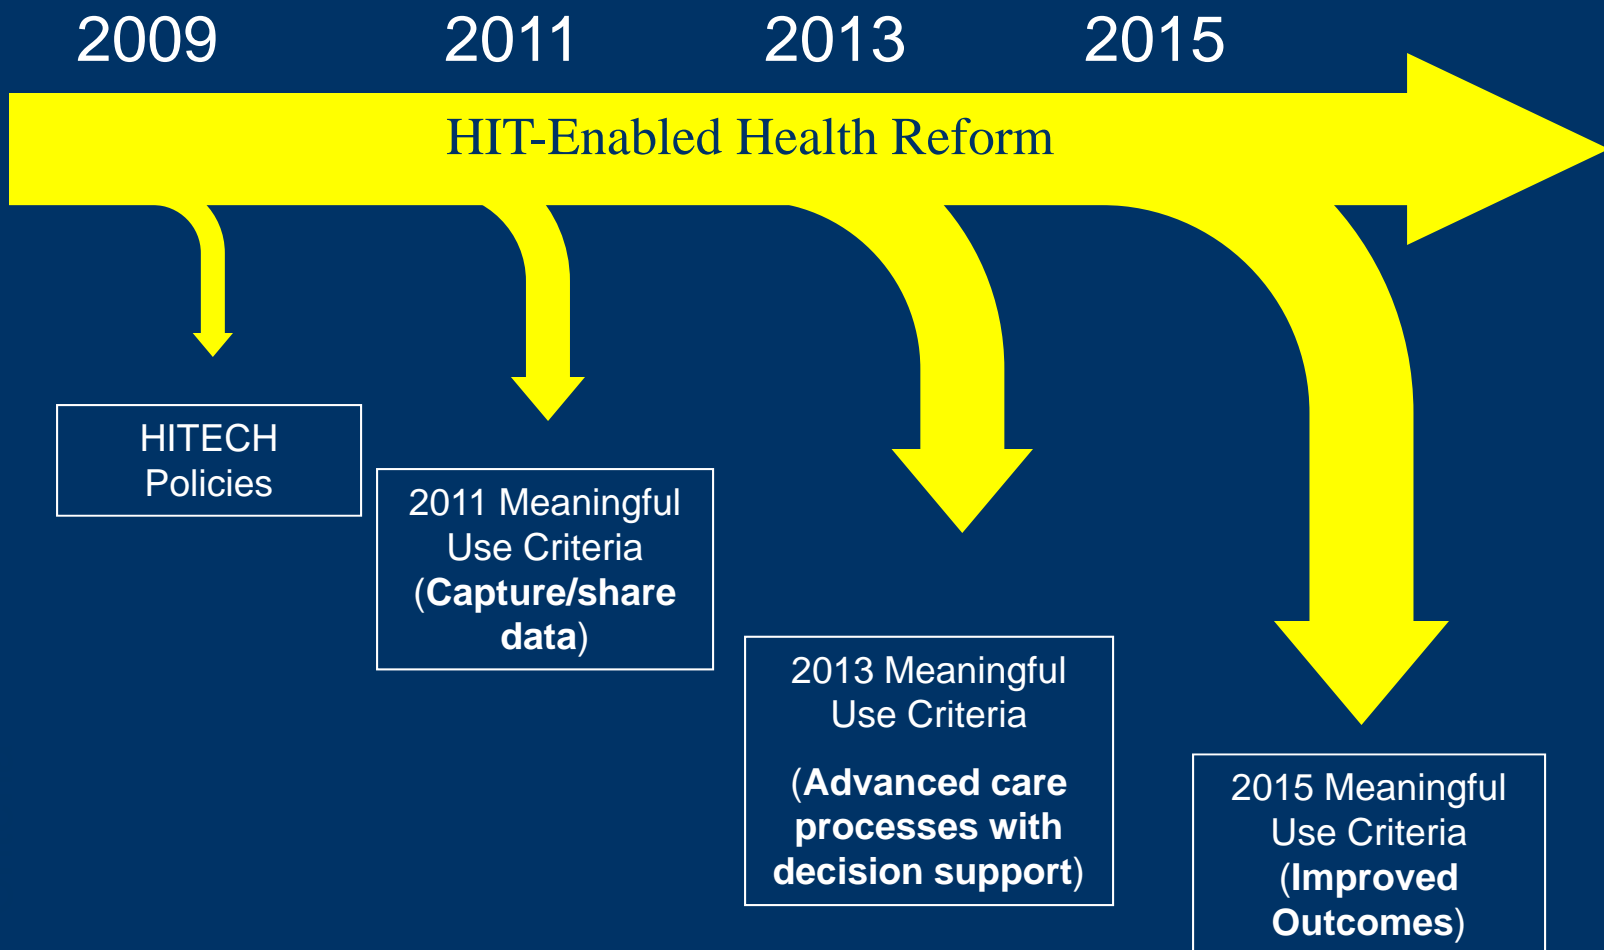 2009 2011 2013 2015
HIT-Enabled Health Reform
HITECH
Policies
2011 Meaningful
Use Criteria
(Capture/share
data)
2013 Meaningful
Use Criteria
(Advanced care
processes with
decision support)
2015 Meaningful
Use Criteria
(Improved
Outcomes)